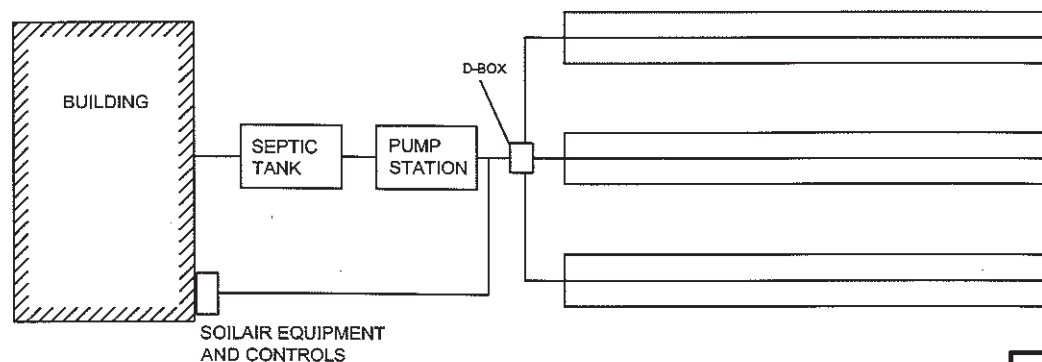 D-BOX
BUILDING
SEPTIC
TANK
PUMP
STATION
SOILAIR EQUIPMENT
AND CONTROLS